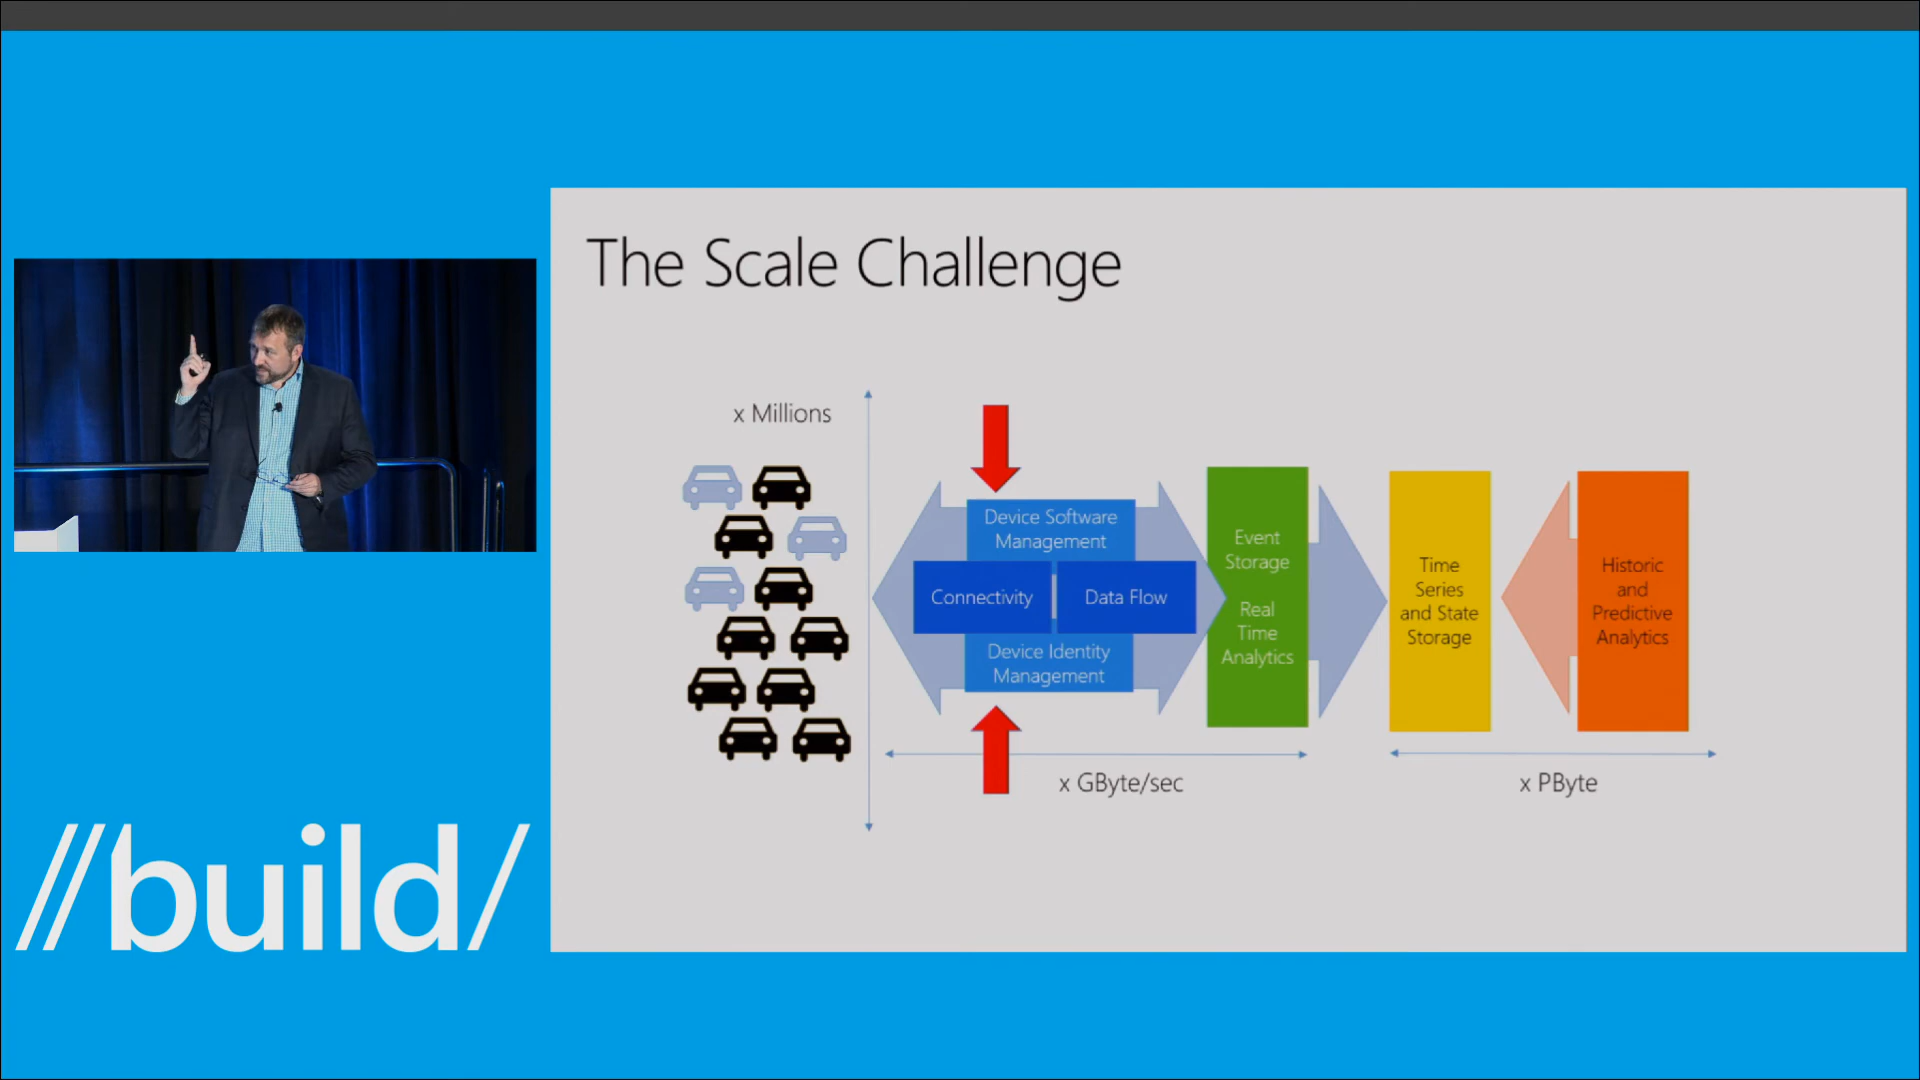 The Scale Challenge
x Millions
Device Software
Management
Connectivity
Data Flow
Device Identity
Management
Event
Storage
Real
Time
Analytics
Time
Series
and State
Storage
Historic
and
Predictive
Analytics
x GByte/sec
x PByte
//build/